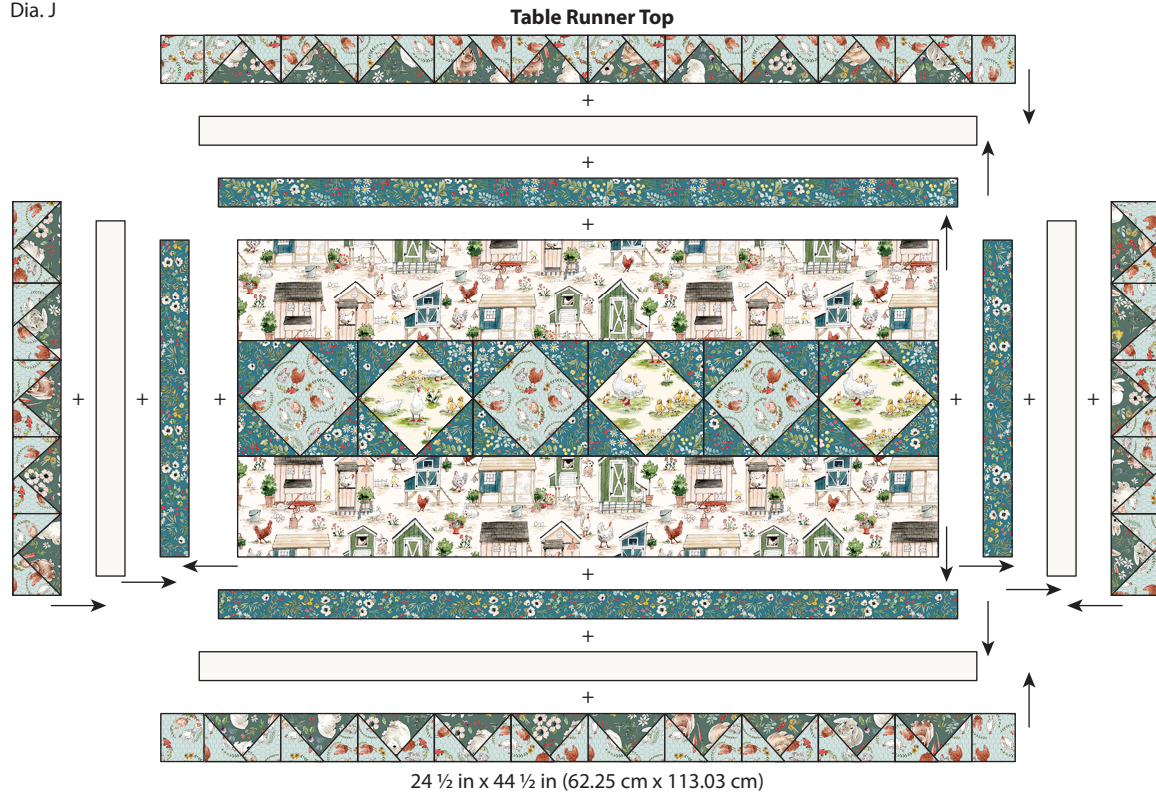 Dia. J
Table Runner Top
+
+
+
+ + + + + +
+
+
+
24 ½ in x 44 ½ in (62.25 cm x 113.03 cm)